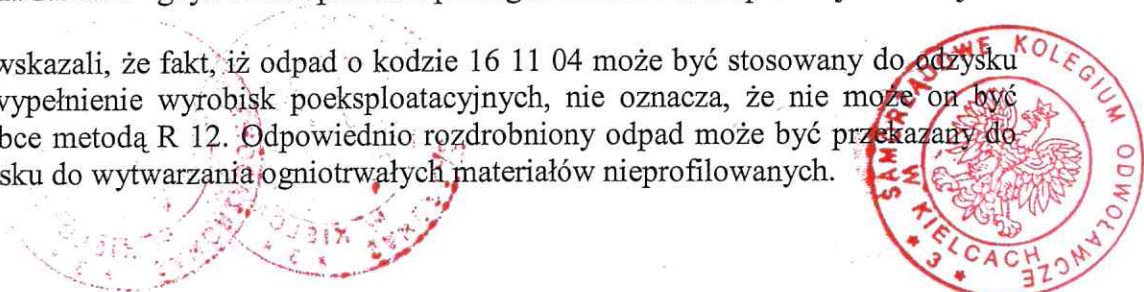 wskazali, że fakt, iż odpad o kodzie 16 11 04 może być stosowany do odzysku
wypełnienie wyrobisk poeksploatacyjnych, nie oznacza, że nie może on być
metodą R 12. Odpowiednio rozdrobniony odpad może być przekazany do
do wytwarzania ogniotrwałych materiałów nieprofilowanych.
SAMORZĄDOWE KOLEGIUM ODWOŁAWCZE
W KIELCACH
* 3 *